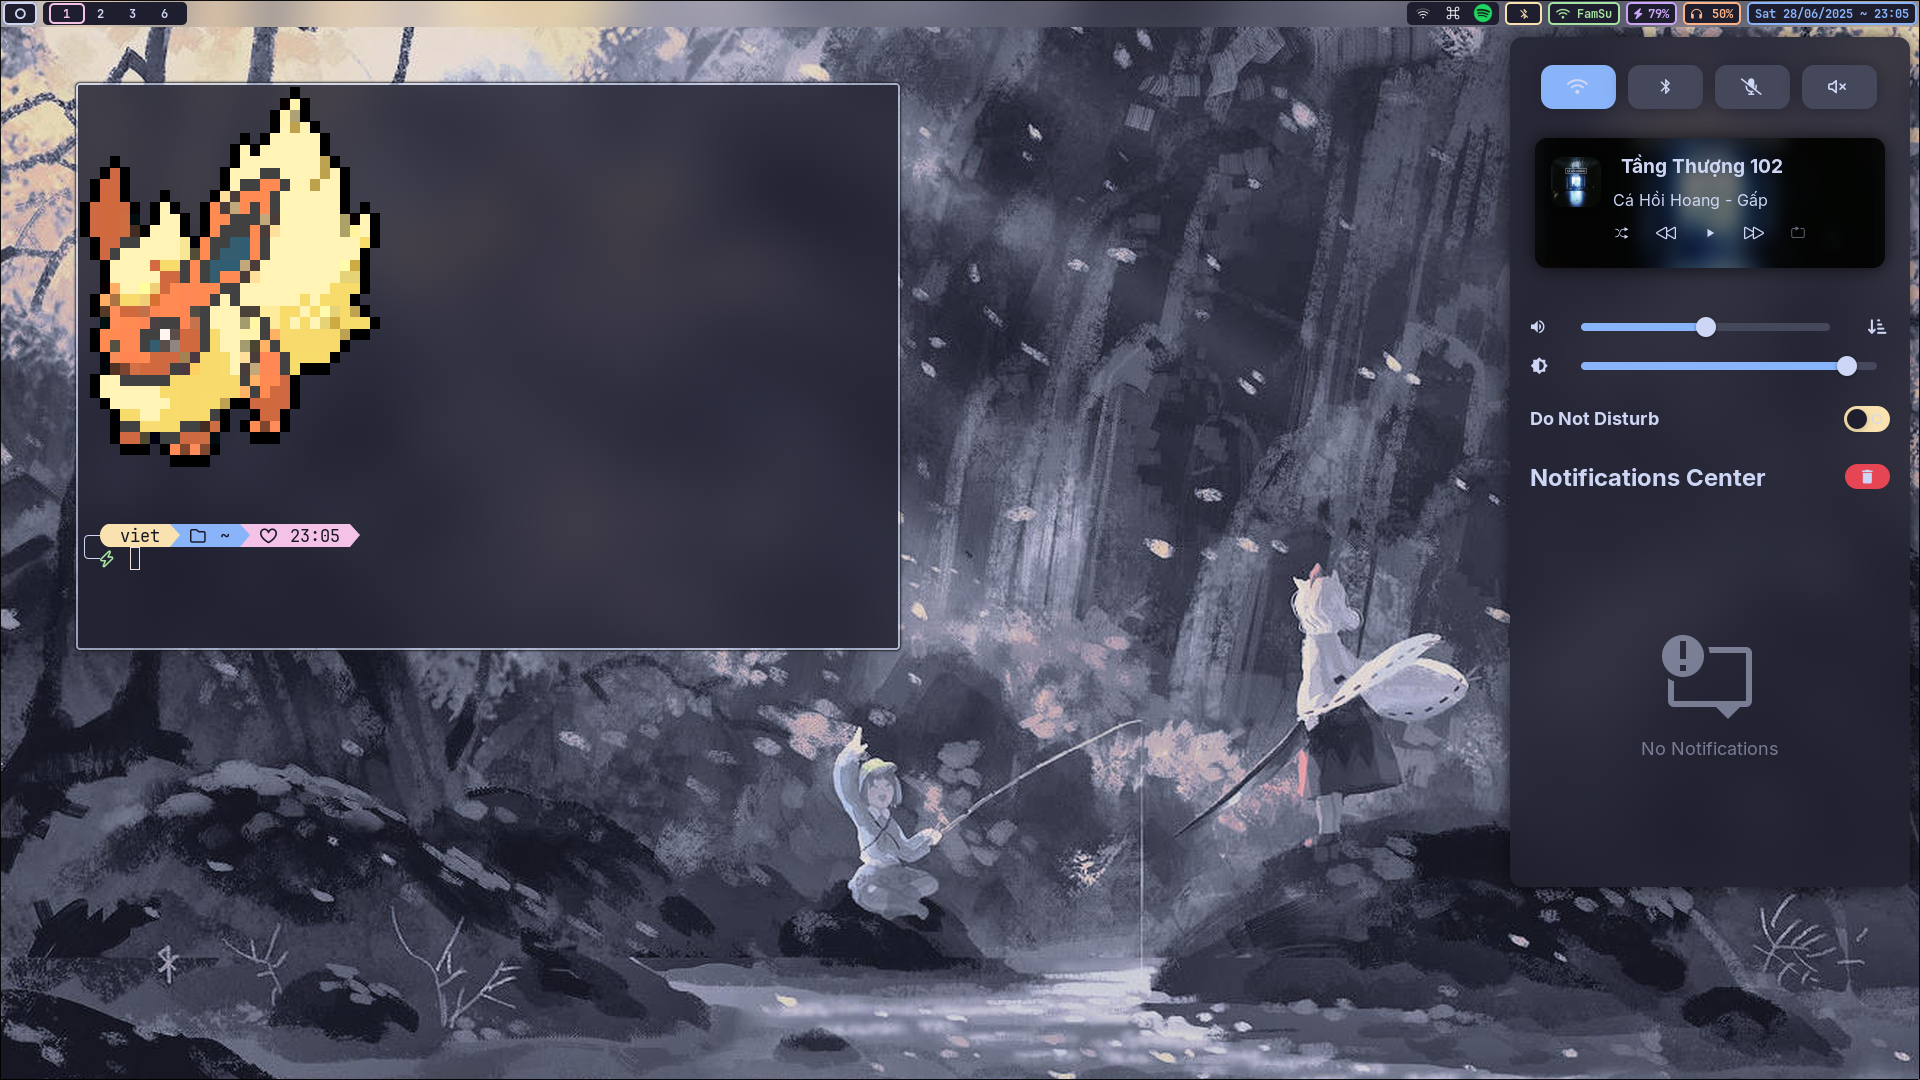 1 2 3 6
FamSu
79%
50%
Sat 28/06/2025 ~ 23:05
Tầng Thượng 102
Cá Hồi Hoang - Gấp
Do Not Disturb
Notifications Center
No Notifications
viet ~ 23:05